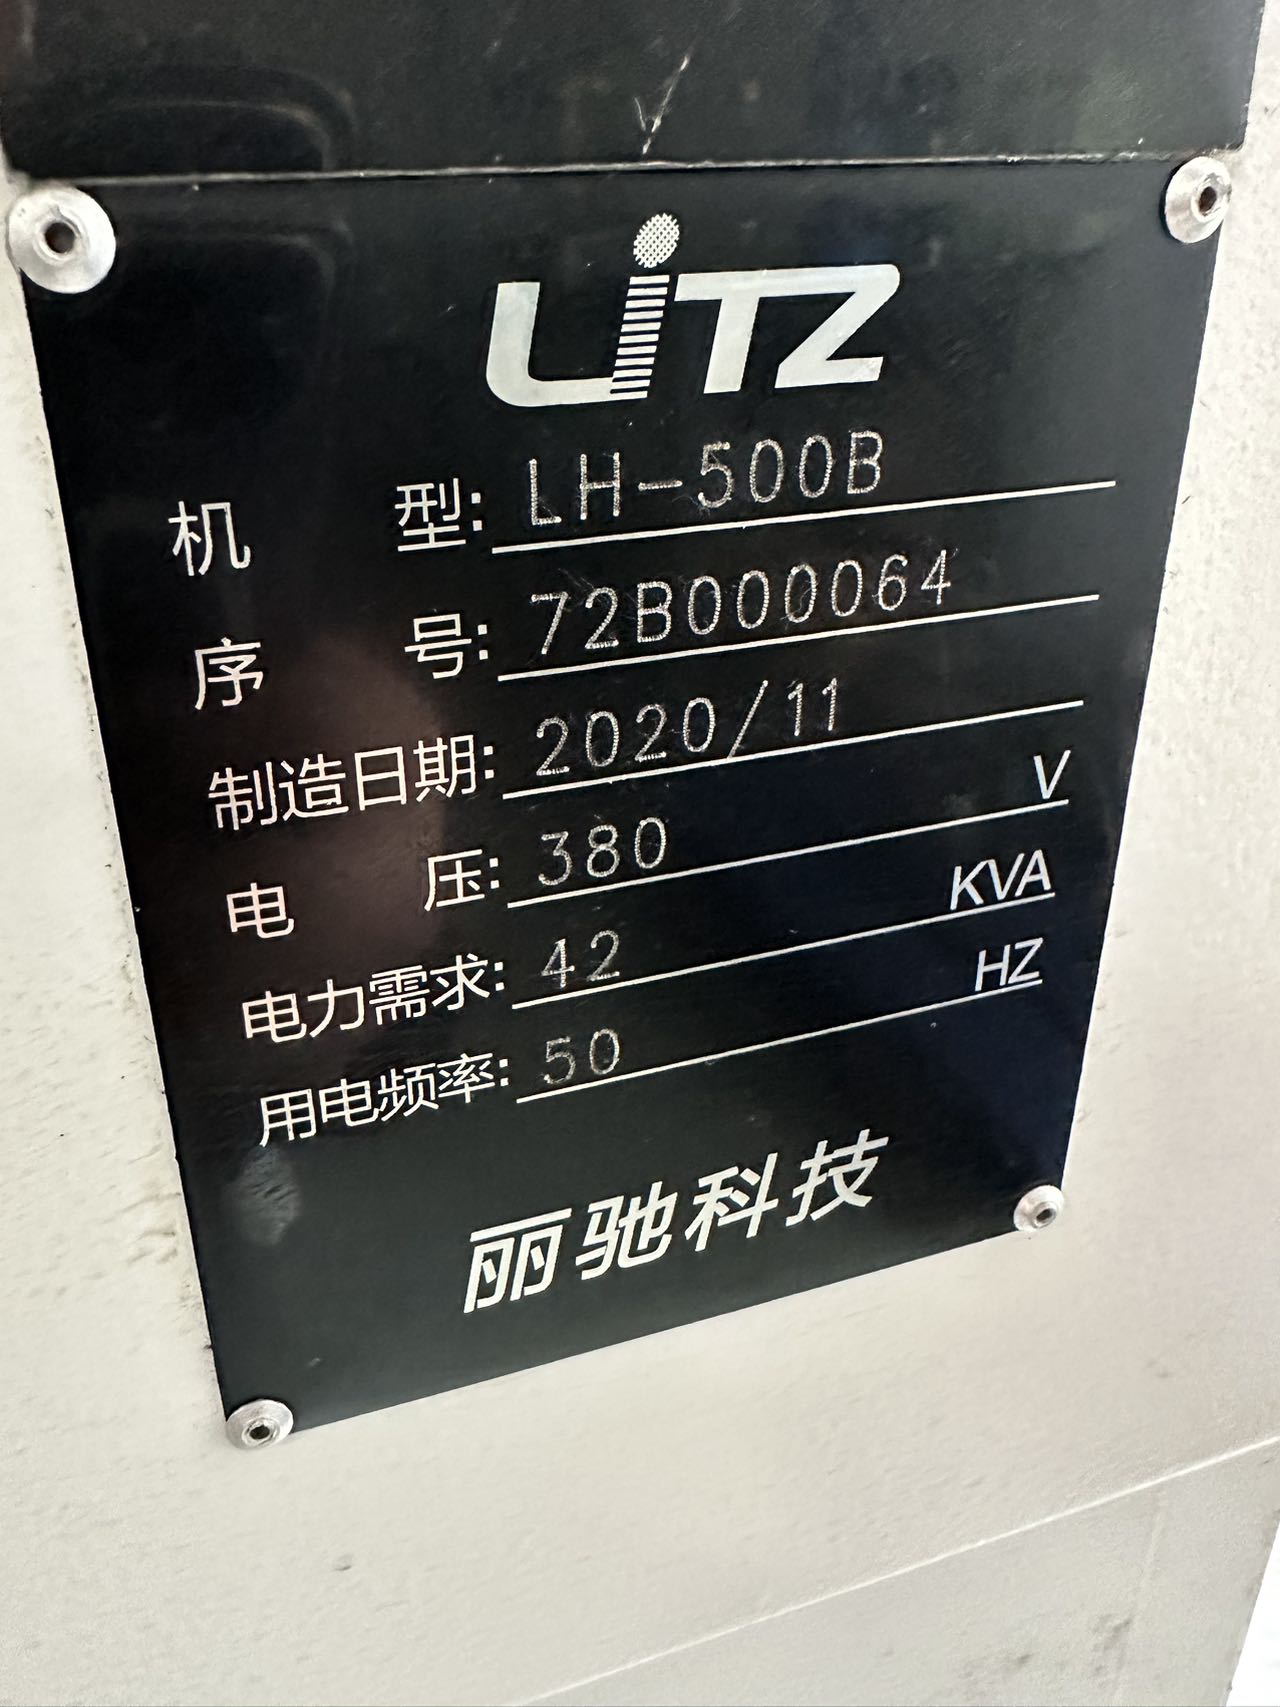 LiTZ
机型: LH-500B
序号: 72B000064
制造日期: 2020/11
电压: 380 V
电力需求: 42 KVA
用电频率: 50 HZ
丽驰科技